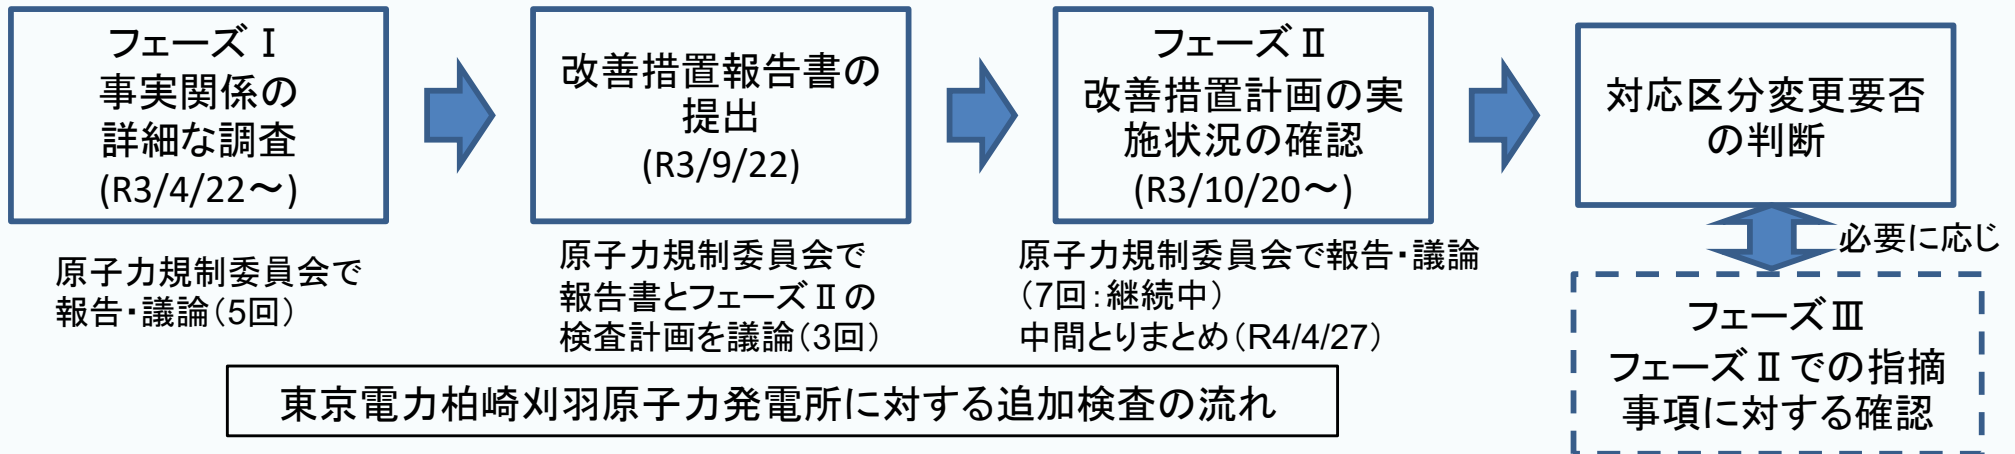 フェーズⅠ
事実関係の
詳細な調査
(R3/4/22～)
原子力規制委員会で
報告・議論（5回）
改善措置報告書の
提出
(R3/9/22)
原子力規制委員会で
報告書とフェーズⅡの
検査計画を議論（3回）
フェーズⅡ
改善措置計画の実
施状況の確認
(R3/10/20～)
原子力規制委員会で報告・議論
（7回：継続中）
中間とりまとめ（R4/4/27）
対応区分変更要否
の判断
必要に応じ
フェーズⅢ
フェーズⅡでの指摘
事項に対する確認
東京電力柏崎刈羽原子力発電所に対する追加検査の流れ